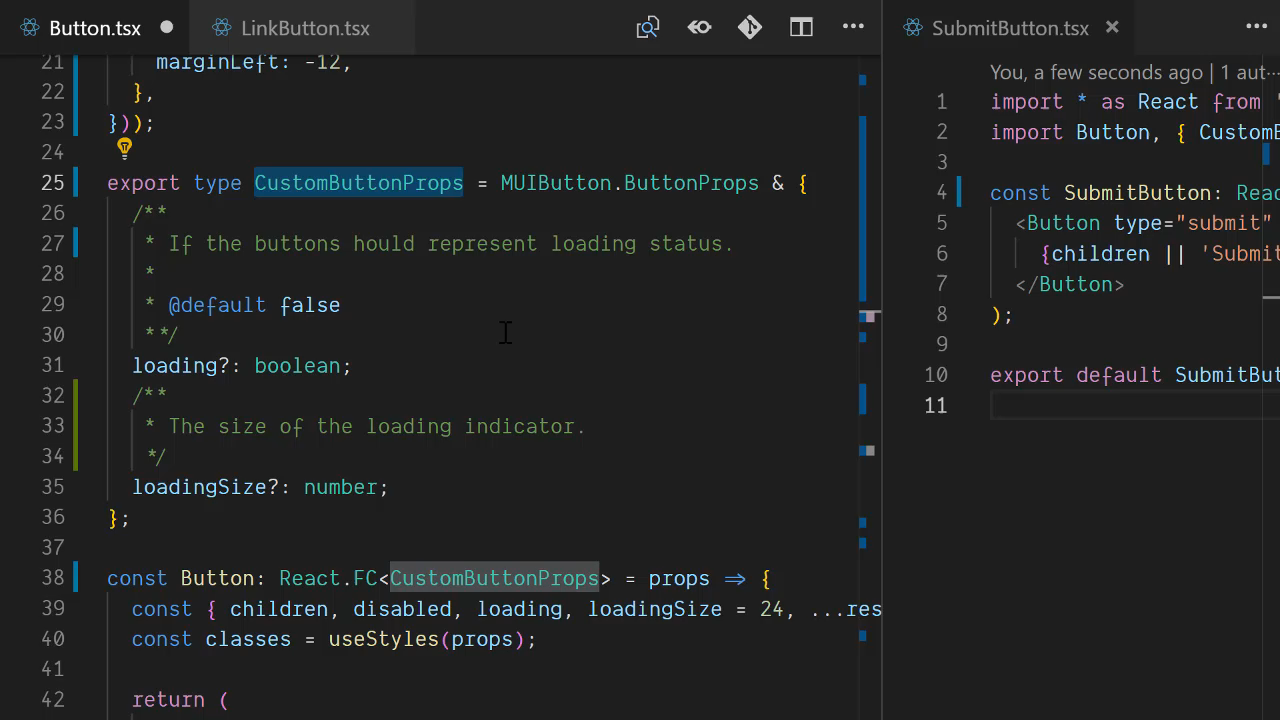 Button.tsx
LinkButton.tsx
SubmitButton.tsx
21 marginLeft: -12,
22 },
23 }));
24
25 export type CustomButtonProps = MUIButton.ButtonProps & {
26 /**
27 * If the buttons hould represent loading status.
28 *
29 * @default false
30 **/
31 loading?: boolean;
32 /**
33 * The size of the loading indicator.
34 */
35 loadingSize?: number;
36 };
37
38 const Button: React.FC<CustomButtonProps> = props => {
39 const { children, disabled, loading, loadingSize = 24, ...res
40 const classes = useStyles(props);
41
42 return (
You, a few seconds ago | 1 aut...
1 import * as React from '
2 import Button, { CustomB
3
4 const SubmitButton: Reac
5 <Button type="submit"
6 {children || 'Submit
7 </Button>
8 );
9
10 export default SubmitBut
11